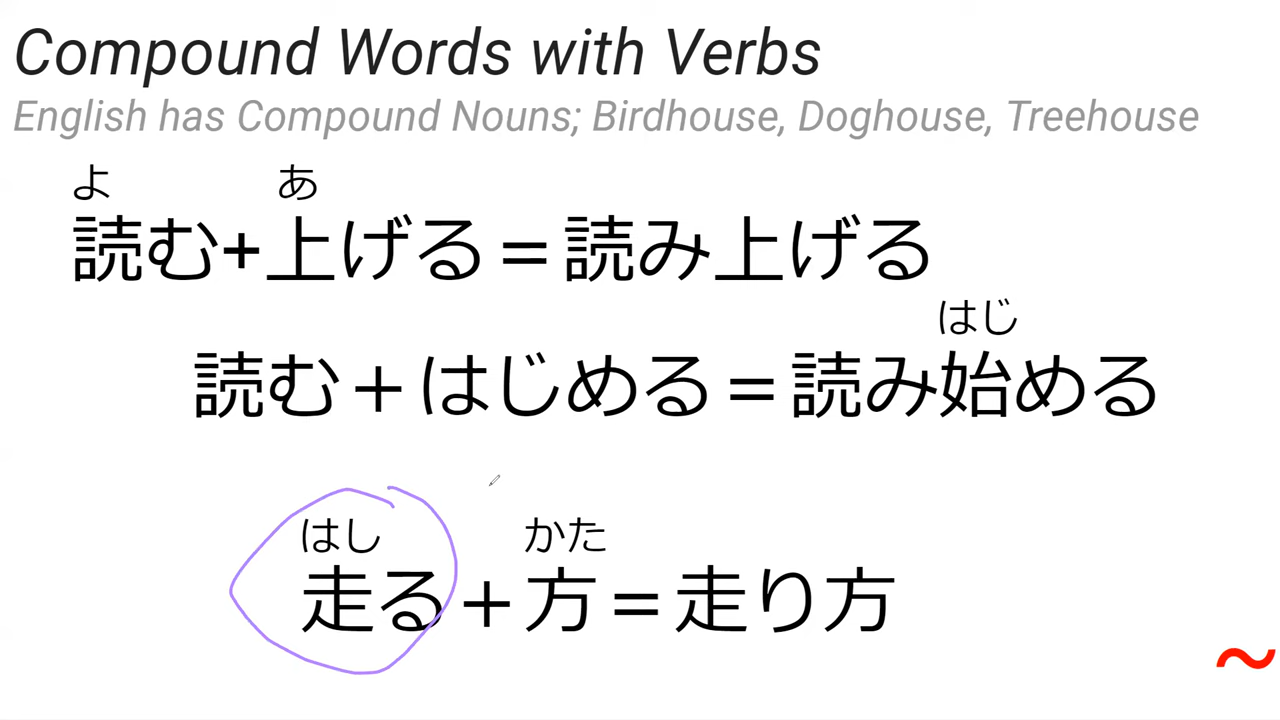 Compound Words with Verbs
English has Compound Nouns; Birdhouse, Doghouse, Treehouse
よ あ
読む+上げる=読み上げる
はじ
読む+はじめる=読み始める
はし かた
走る+方=走り方
~